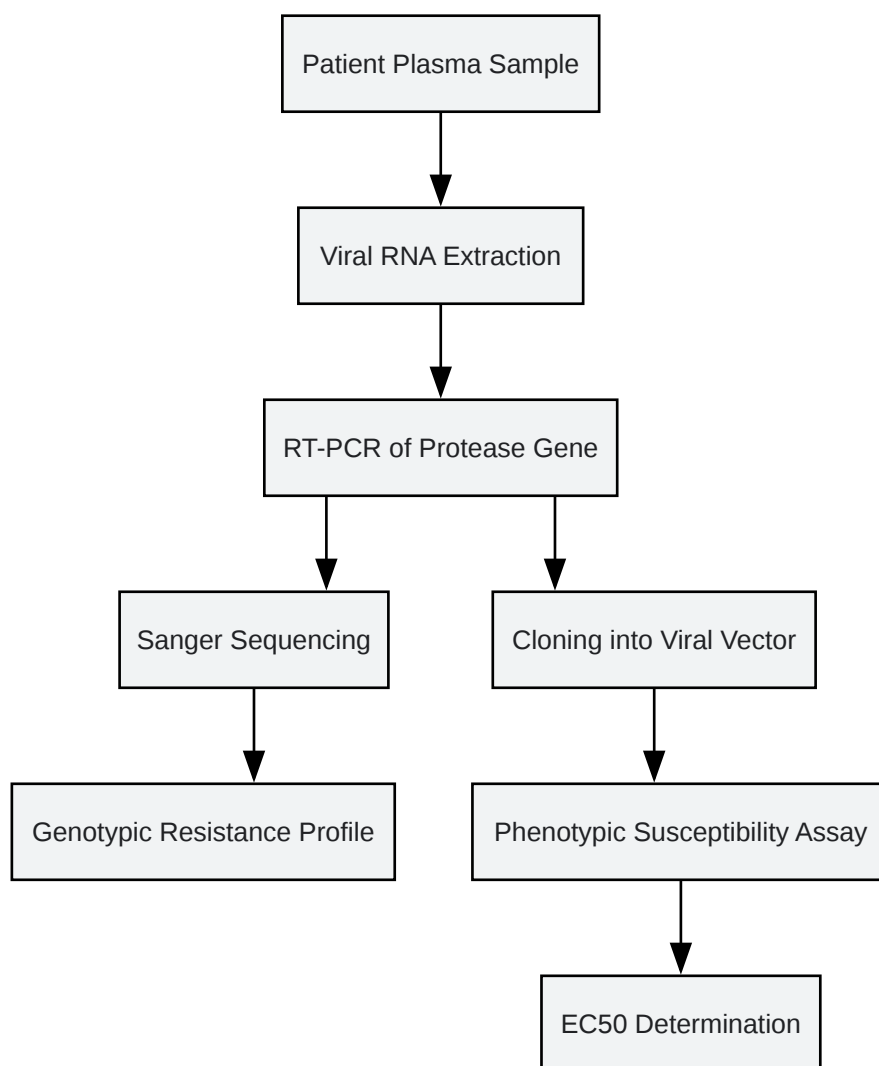 Patient Plasma Sample
Viral RNA Extraction
RT-PCR of Protease Gene
Sanger Sequencing
Cloning into Viral Vector
Genotypic Resistance Profile
Phenotypic Susceptibility Assay
EC50 Determination